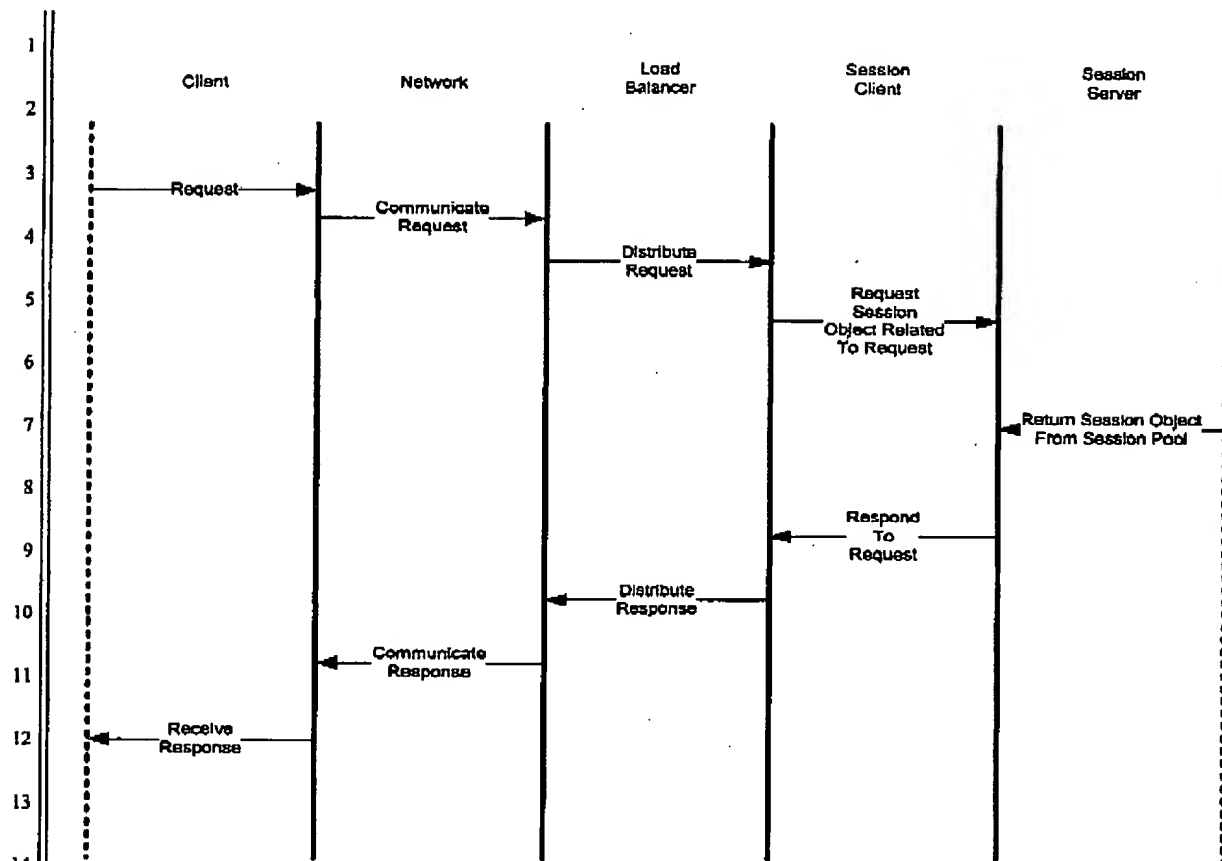 1
Client
Network
Load
Balancer
Session
Client
Session
Server
2
3
Request
Communicate
Request
4
Distribute
Request
5
Request
Session
Object Related
To Request
6
7
Return Session Object
From Session Pool
8
Respond
To
Request
9
Distribute
Response
10
Communicate
Response
11
Receive
Response
12
13